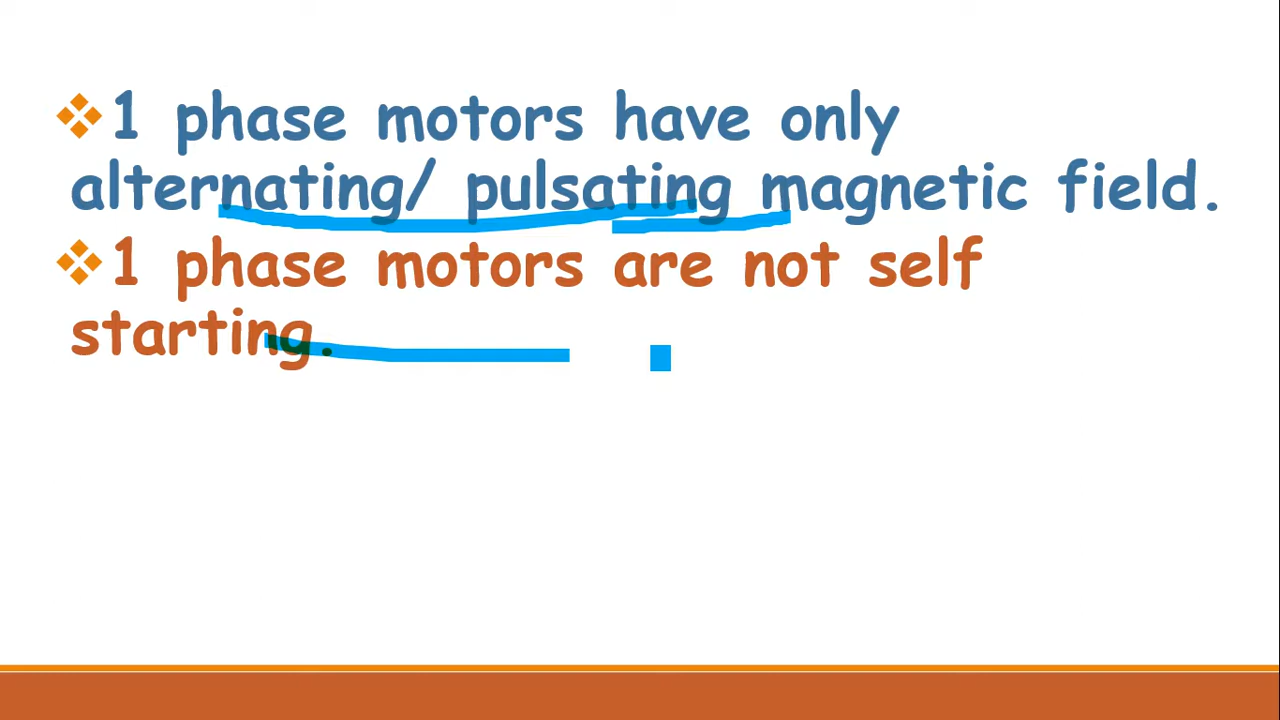 ❖1 phase motors have only
alternating/ pulsating magnetic field.
❖1 phase motors are not self
starting.